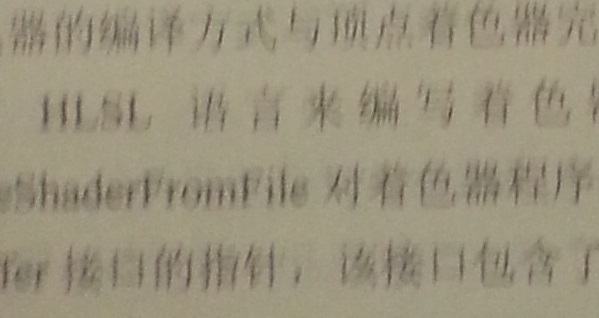 器的编译方式与顶点着色器完
HLSL 语言来编写着色
eShaderFromFile 对着色器程序
fer 接口的指针，该接口包含了